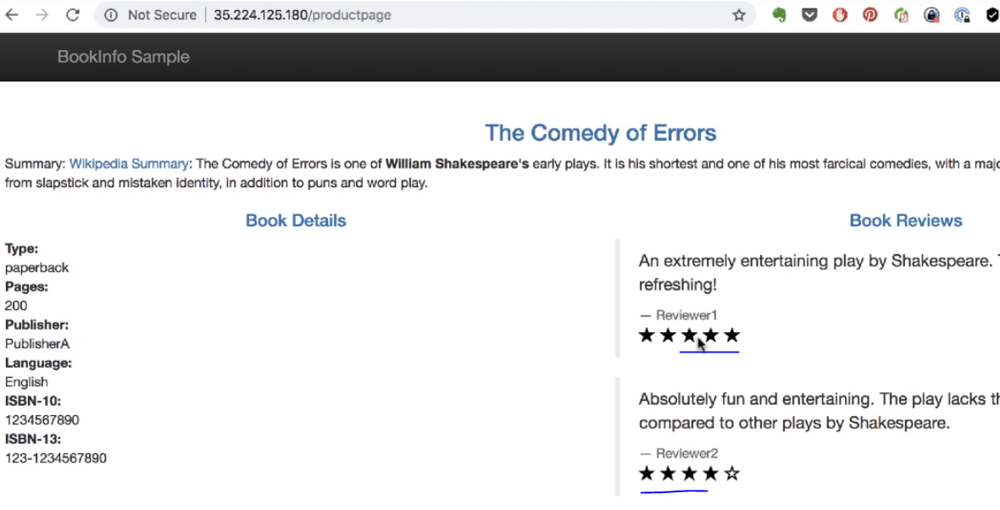 Not Secure | 35.224.125.180/productpage
BookInfo Sample
The Comedy of Errors
Summary: Wikipedia Summary: The Comedy of Errors is one of William Shakespeare's early plays. It is his shortest and one of his most farcical comedies, with a
from slapstick and mistaken identity, in addition to puns and word play.
Book Details
Type:
paperback
Pages:
200
Publisher:
PublisherA
Language:
English
ISBN-10:
1234567890
ISBN-13:
123-1234567890
Book Reviews
An extremely entertaining play by Shakespeare.
refreshing!
— Reviewer1
Absolutely fun and entertaining. The play lacks
compared to other plays by Shakespeare.
— Reviewer2